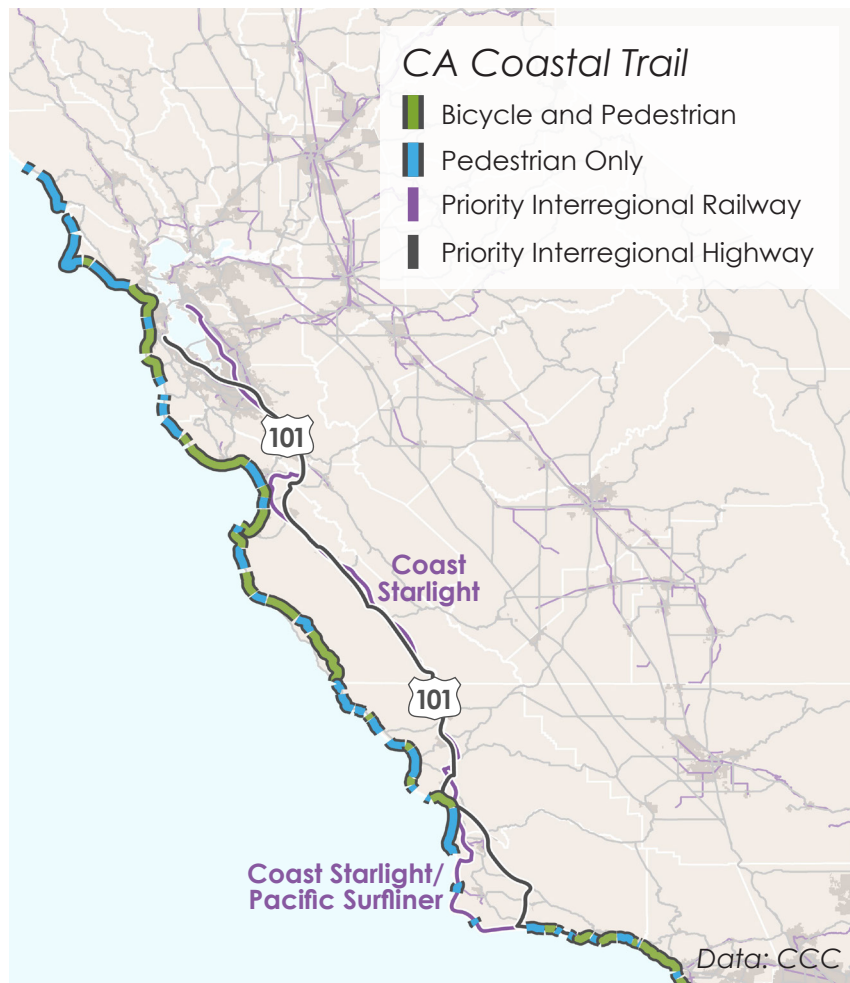 CA Coastal Trail
Bicycle and Pedestrian
Pedestrian Only
Priority Interregional Railway
Priority Interregional Highway
101
Coast
Starlight
101
Coast Starlight/
Pacific Surfliner
Data: CCC